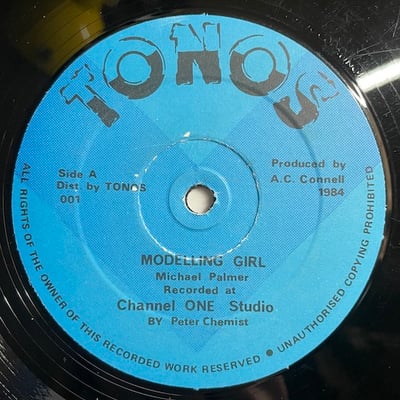 TONOS
Side A
Dist. by TONOS
001
Produced by
A.C. Connell
1984
MODELLING GIRL
Michael Palmer
Recorded at
Channel ONE Studio
BY Peter Chemist
ALL RIGHTS OF THE OWNER OF THIS RECORDED WORK RESERVED • UNAUTHORISED COPYING PROHIBITED